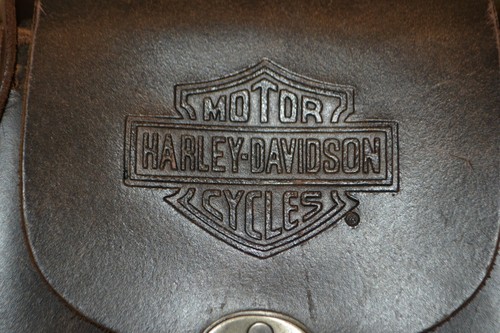 MOTOR
HARLEY-DAVIDSON
CYCLES
®